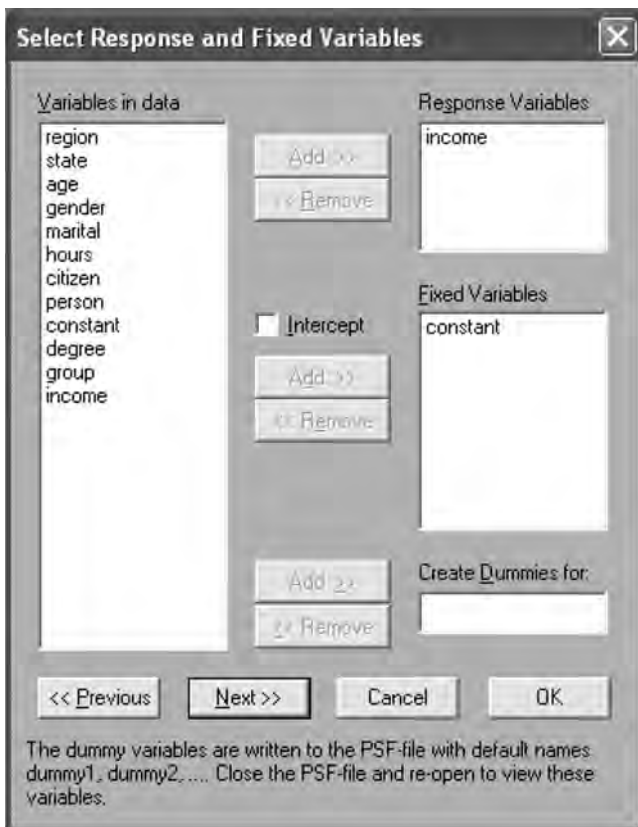 Select Response and Fixed Variables
Variables in data
region
state
age
gender
marital
hours
citizen
person
constant
degree
group
income
Add >>
<< Remove
Response Variables
income
Intercept
Add >>
<< Remove
Fixed Variables
constant
Add >>
<< Remove
Create Dummies for:
<< Previous
Next >>
Cancel
OK
The dummy variables are written to the PSF-file with default names
dummy1, dummy2, .... Close the PSF-file and re-open to view these
variables.